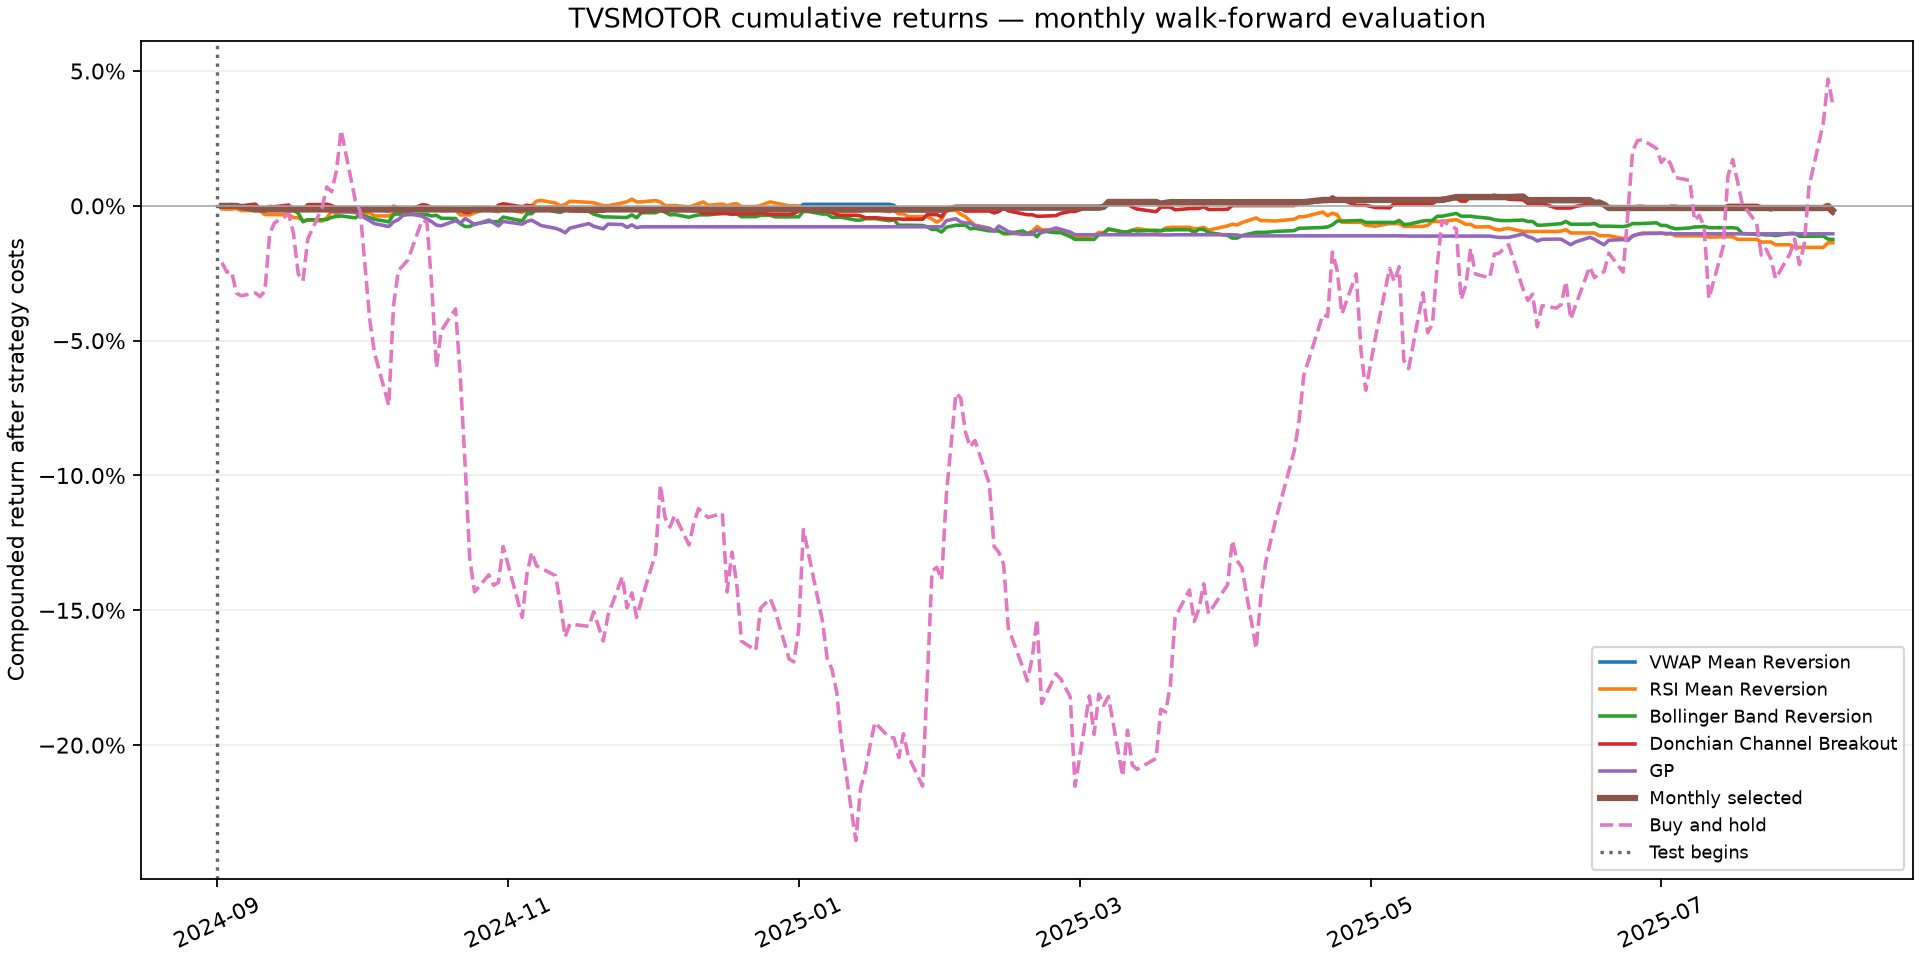 TVSMOTOR cumulative returns — monthly walk-forward evaluation
Compounded return after strategy costs
5.0%
0.0%
−5.0%
−10.0%
−15.0%
−20.0%
2024-09
2024-11
2025-01
2025-03
2025-05
2025-07
VWAP Mean Reversion
RSI Mean Reversion
Bollinger Band Reversion
Donchian Channel Breakout
GP
Monthly selected
Buy and hold
Test begins